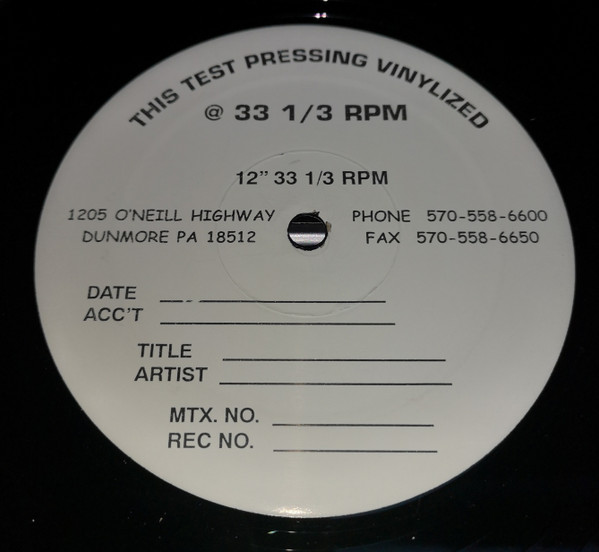 THIS TEST PRESSING VINYLIZED
@ 33 1/3 RPM
12" 33 1/3 RPM
1205 O'NEILL HIGHWAY PHONE 570-558-6600
DUNMORE PA 18512 FAX 570-558-6650
DATE
ACC'T
TITLE
ARTIST
MTX. NO.
REC NO.